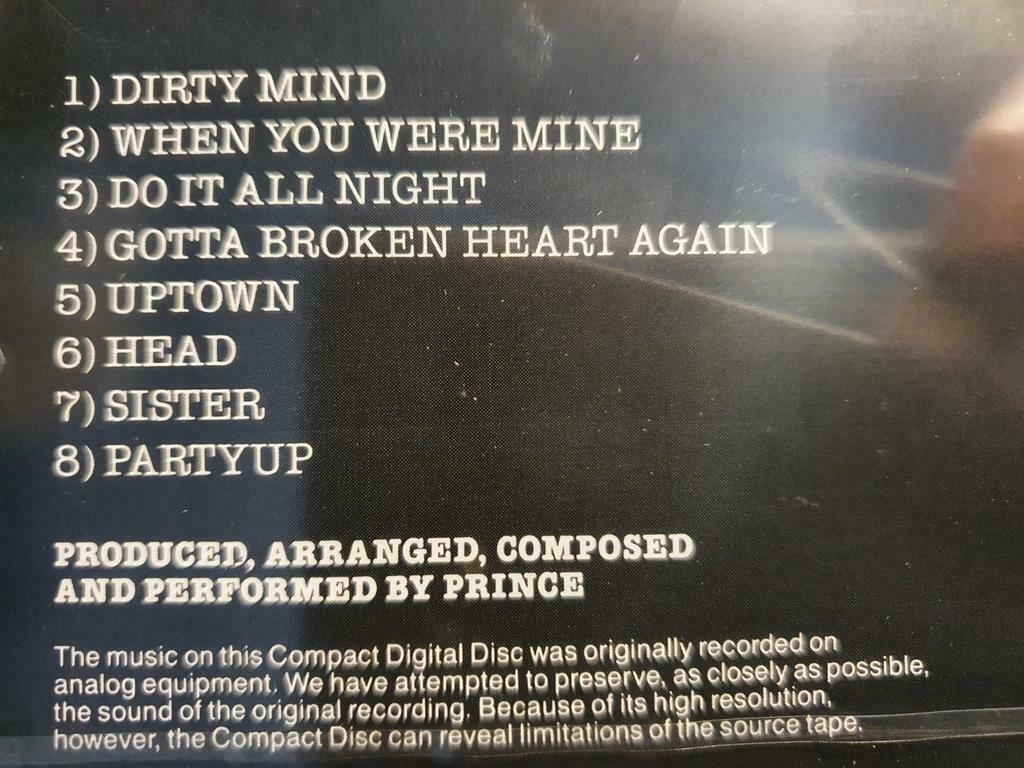 1) DIRTY MIND
2) WHEN YOU WERE MINE
3) DO IT ALL NIGHT
4) GOTTA BROKEN HEART AGAIN
5) UPTOWN
6) HEAD
7) SISTER
8) PARTYUP
PRODUCED, ARRANGED, COMPOSED
AND PERFORMED BY PRINCE
The music on this Compact Digital Disc was originally recorded on
analog equipment. We have attempted to preserve, as closely as possible,
the sound of the original recording. Because of its high resolution,
however, the Compact Disc can reveal limitations of the source tape.